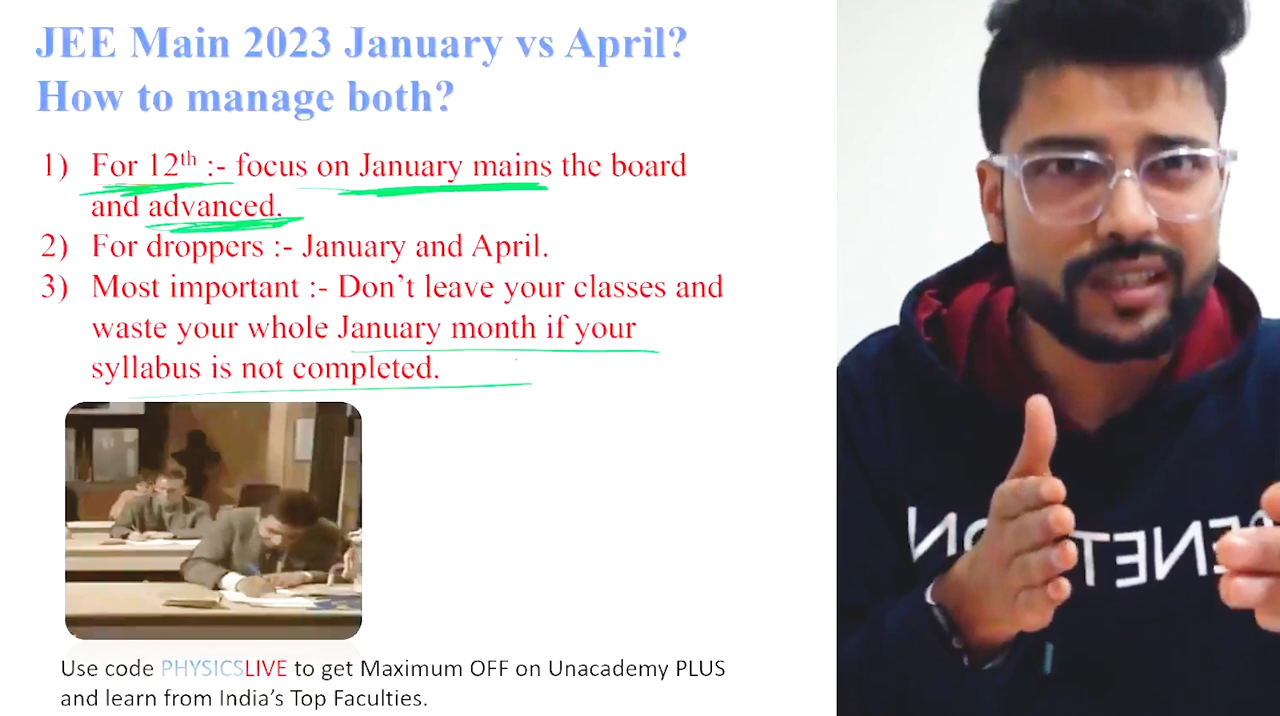 JEE Main 2023 January vs April?
How to manage both?
1) For 12th :- focus on January mains the board
and advanced.
2) For droppers :- January and April.
3) Most important :- Don’t leave your classes and
waste your whole January month if your
syllabus is not completed.
Use code PHYSICSLIVE to get Maximum OFF on Unacademy PLUS
and learn from India’s Top Faculties.